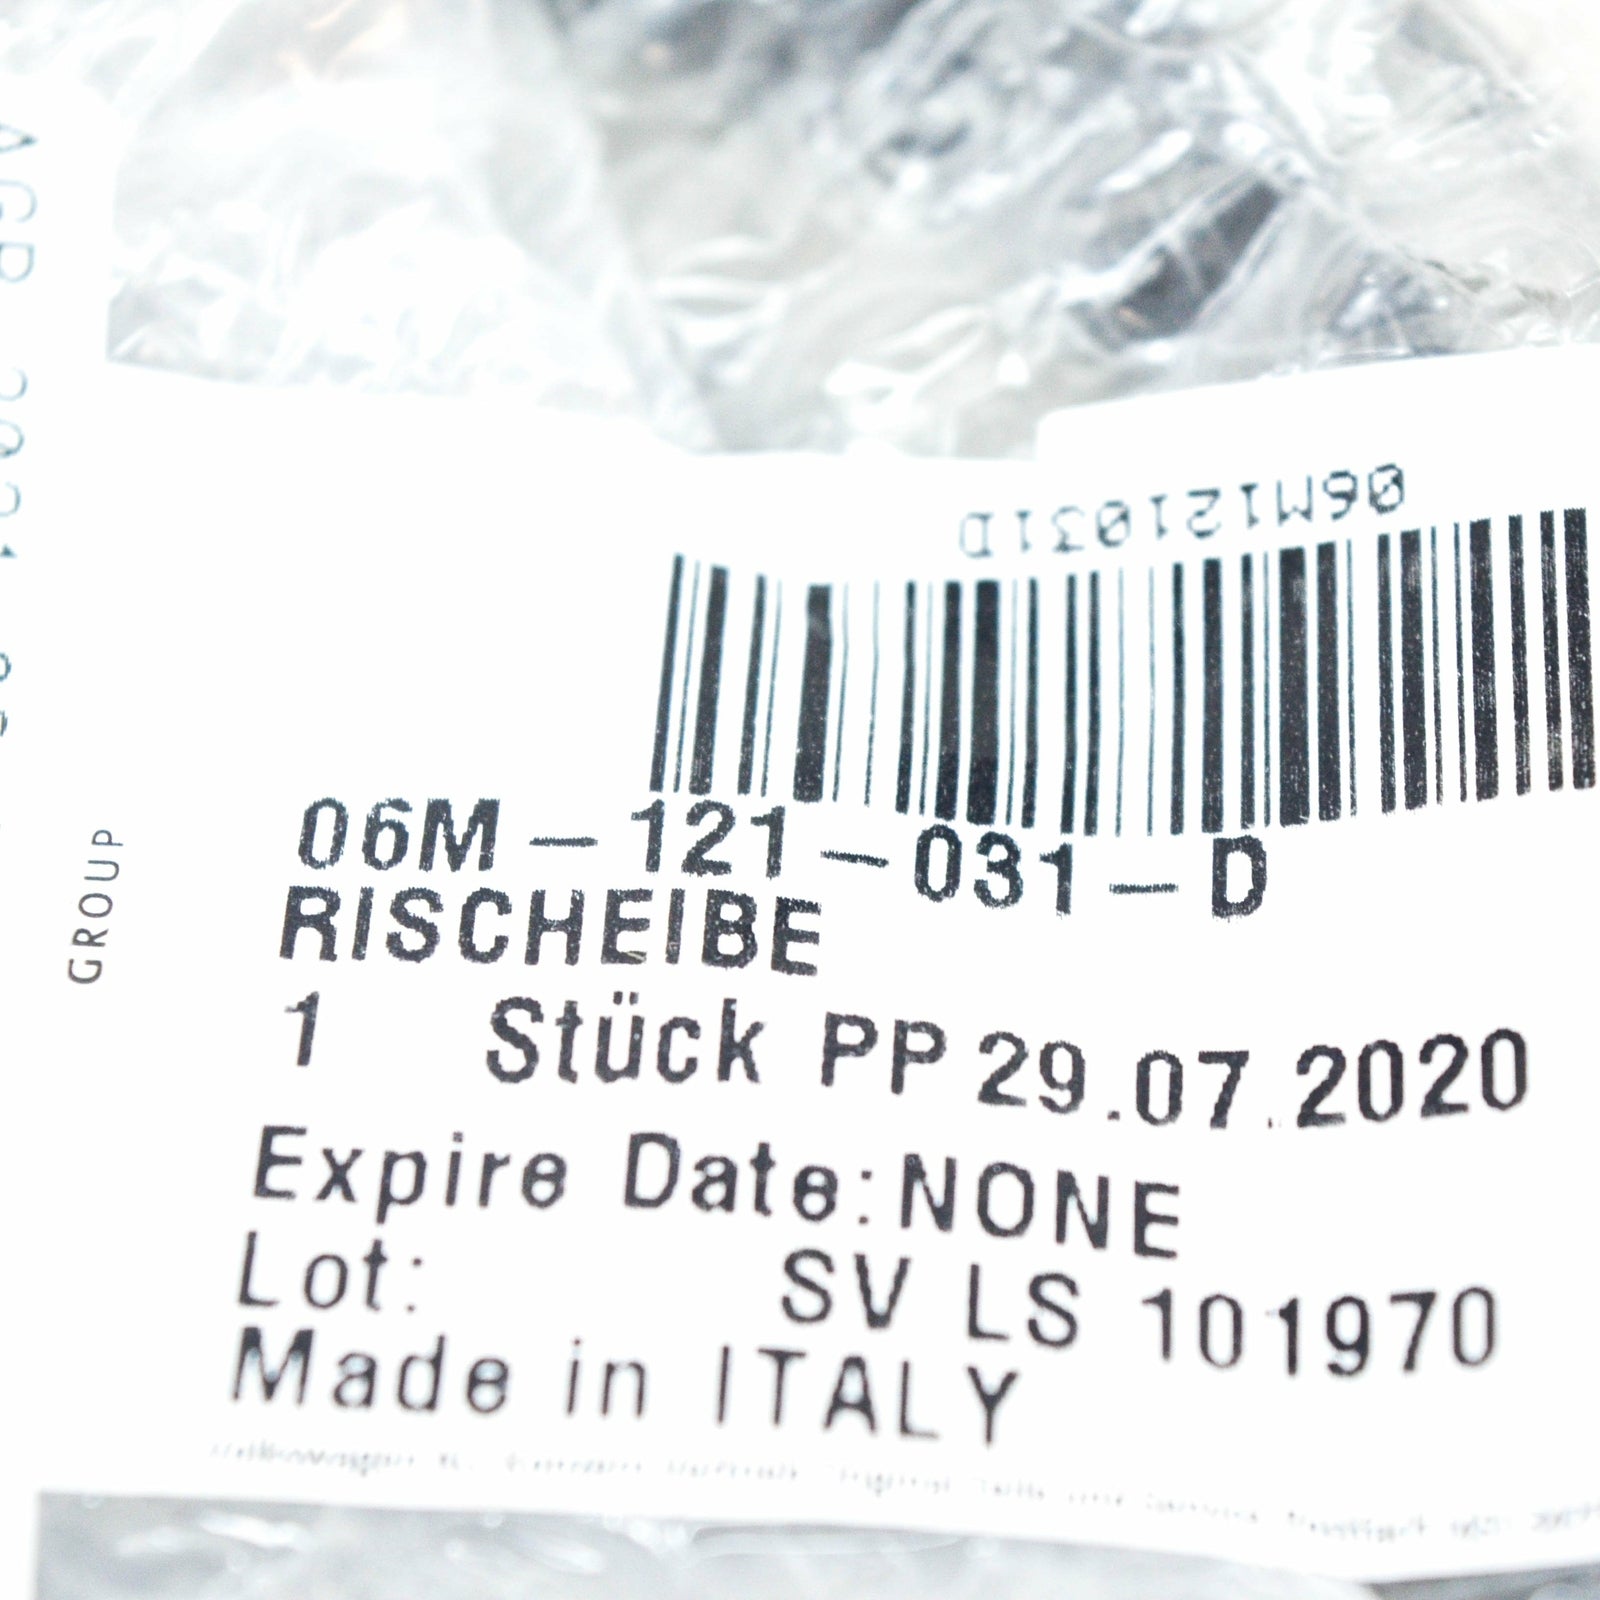 06M121031D
06M-121-031-D
RISCHEIBE
1 Stück PP 29.07.2020
Expire Date:NONE
Lot: SV LS 101970
Made in ITALY
GROUP